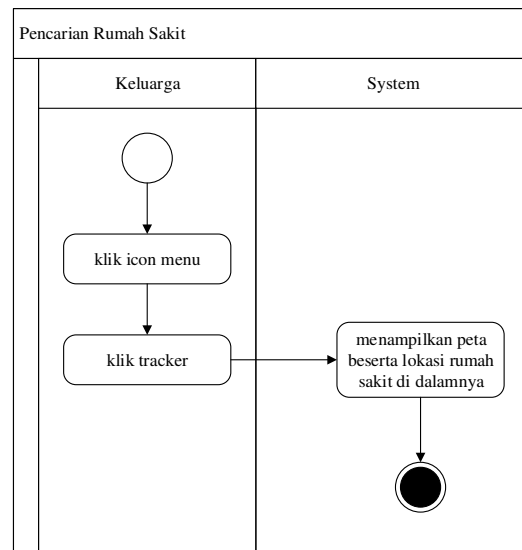 Pencarian Rumah Sakit
Keluarga
System
klik icon menu
klik tracker
menampilkan peta
beserta lokasi rumah
sakit di dalamnya